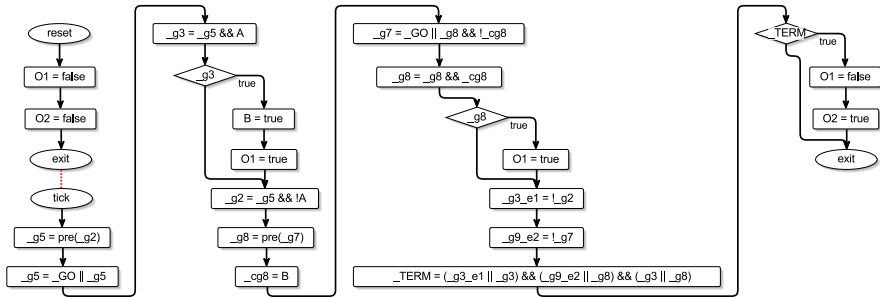 reset
O1 = false
O2 = false
exit
tick
_g5 = pre(_g2)
_g5 = _GO || _g5
_g3 = _g5 && A
_g3
true
B = true
O1 = true
_g2 = _g5 && !A
_g8 = pre(_g7)
_cg8 = B
_g7 = _GO || _g8 && !_cg8
_g8 = _g8 && _cg8
_g8
true
O1 = true
_g3_e1 = !_g2
_g9_e2 = !_g7
_TERM = (_g3_e1 || _g3) && (_g9_e2 || _g8) && (_g3 || _g8)
_TERM
true
O1 = false
O2 = true
exit